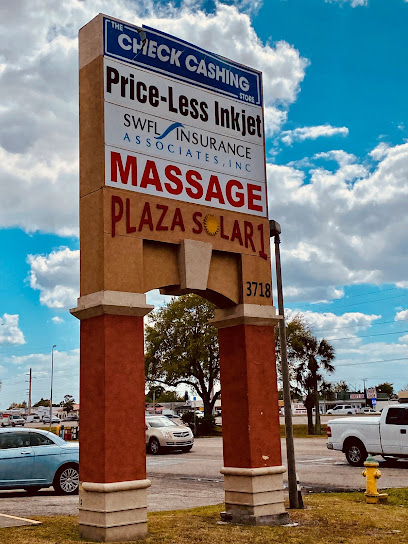 THE
CHECK CASHING
STORE
Price-Less Inkjet
SWFL INSURANCE
ASSOCIATES, INC
MASSAGE
PLAZA SOLAR 1
3718